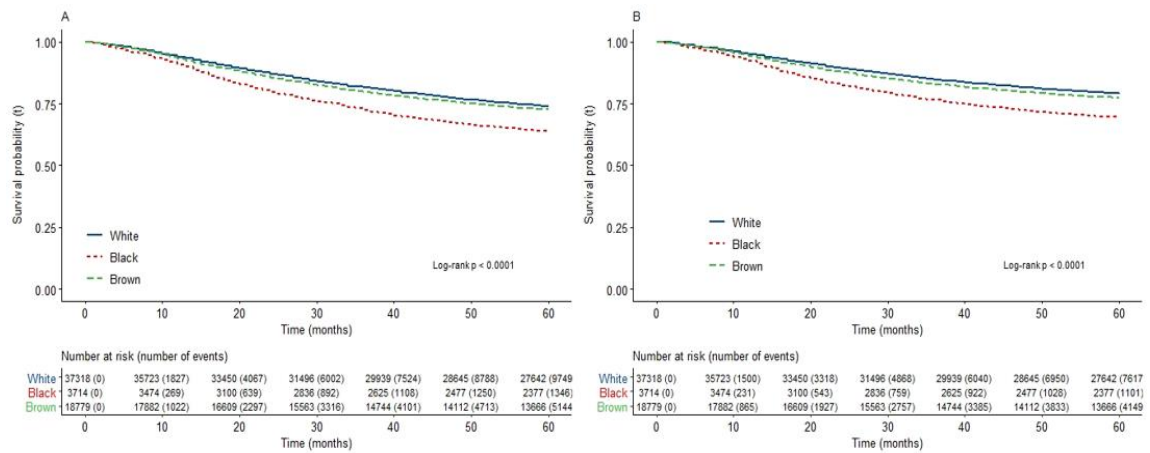 A
1.00
0.75
0.50
0.25
0.00
Survival probability (t)
White
Black
Brown
Log-rank p < 0.0001
0 10 20 30 40 50 60
Time (months)
Number at risk (number of events)
White 37318 (0) 35723 (1827) 33450 (4067) 31496 (6002) 29939 (7524) 28645 (8788) 27642 (9749
Black 3714 (0) 3474 (269) 3100 (639) 2836 (892) 2625 (1108) 2477 (1250) 2377 (1346)
Brown 18779 (0) 17882 (1022) 16609 (2297) 15563 (3316) 14744 (4101) 14112 (4713) 13666 (5144
0 10 20 30 40 50 60
Time (months)
B
1.00
0.75
0.50
0.25
0.00
Survival probability (t)
White
Black
Brown
Log-rank p < 0.0001
0 10 20 30 40 50 60
Time (months)
Number at risk (number of events)
White 37318 (0) 35723 (1500) 33450 (3318) 31496 (4868) 29939 (6040) 28645 (6950) 27642 (7617
Black 3714 (0) 3474 (231) 3100 (543) 2836 (759) 2625 (922) 2477 (1028) 2377 (1101)
Brown 18779 (0) 17882 (865) 16609 (1927) 15563 (2757) 14744 (3385) 14112 (3833) 13666 (4149
0 10 20 30 40 50 60
Time (months)